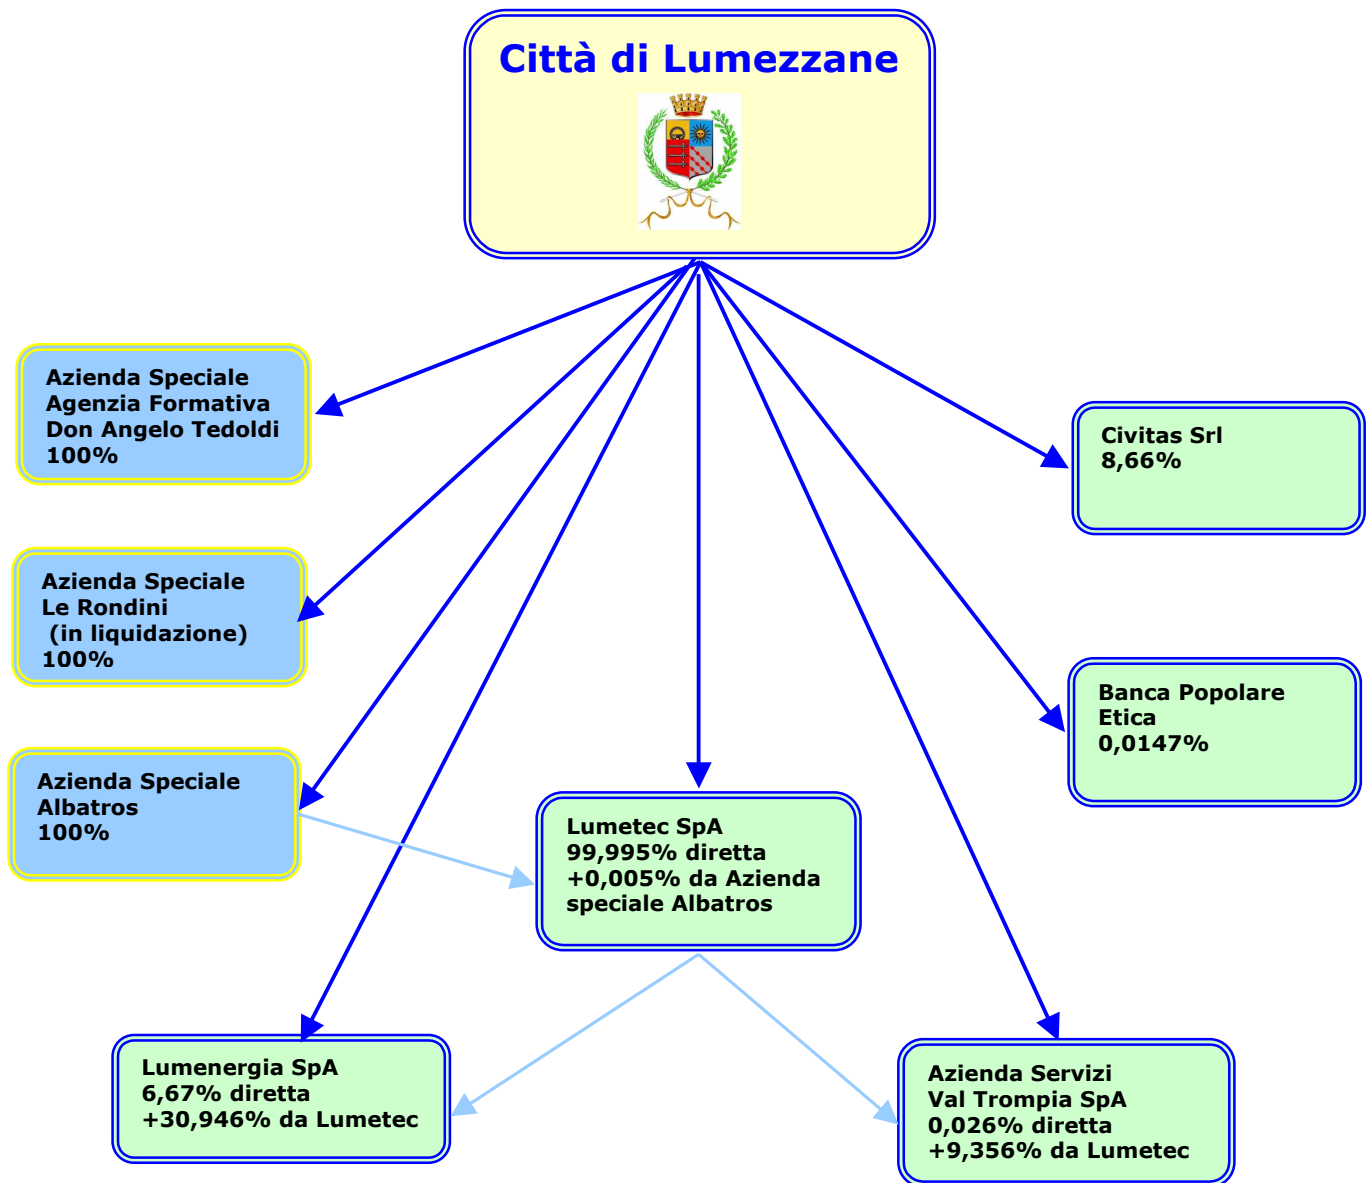 Città di Lumezzane
Azienda Speciale
Agenzia Formativa
Don Angelo Tedoldi
100%
Civitas Srl
8,66%
Azienda Speciale
Le Rondini
(in liquidazione)
100%
Banca Popolare
Etica
0,0147%
Azienda Speciale
Albatros
100%
Lumetec SpA
99,995% diretta
+0,005% da Azienda
speciale Albatros
Lumenergia SpA
6,67% diretta
+30,946% da Lumetec
Azienda Servizi
Val Trompia SpA
0,026% diretta
+9,356% da Lumetec